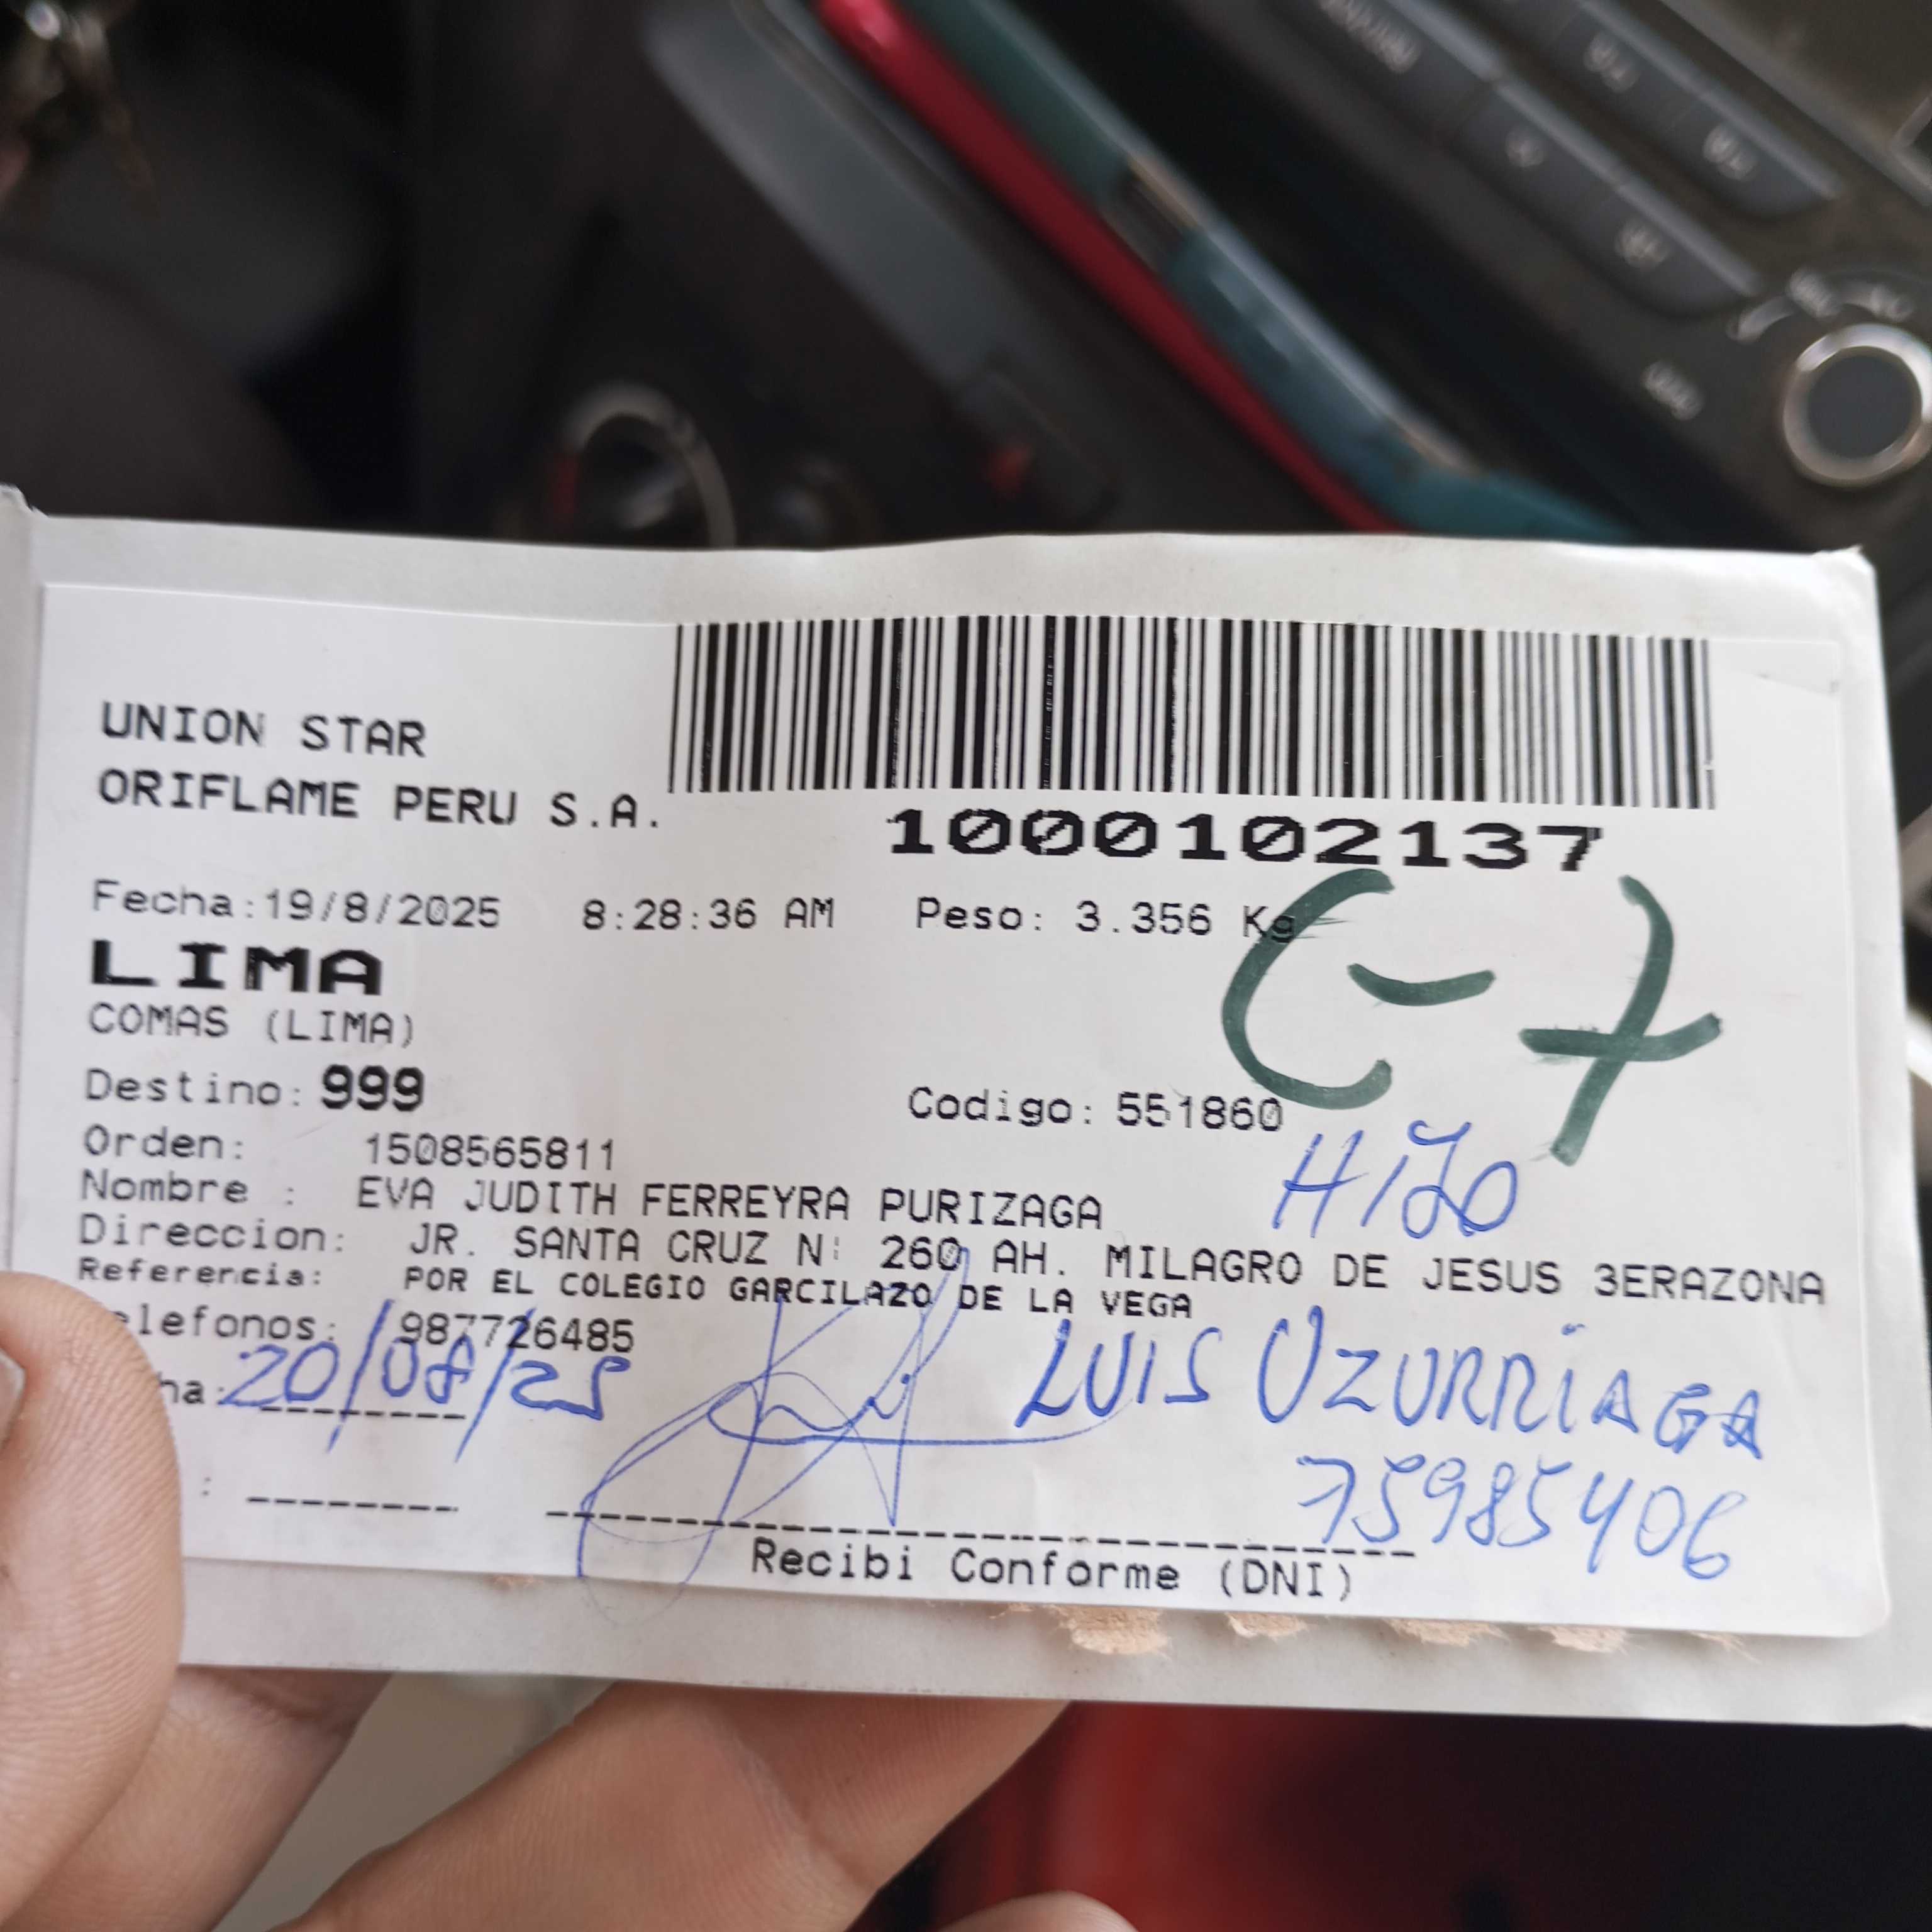 UNION STAR
ORIFLAME PERU S.A.
1000102137
Fecha:19/8/2025 8:28:36 AM Peso: 3.356 Kg
C-7
LIMA
COMAS (LIMA)
Destino: 999 Codigo: 551860
Orden: 1508565811
HIJO
Nombre : EVA JUDITH FERREYRA PURIZAGA
Direccion: JR. SANTA CRUZ N: 260 AH. MILAGRO DE JESUS 3ERAZONA
Referencia: POR EL COLEGIO GARCILAZO DE LA VEGA
elefonos: 987726485
ha: 20/08/25 LUIS UZURRIAGA
75985406
: 
Recibi Conforme (DNI)